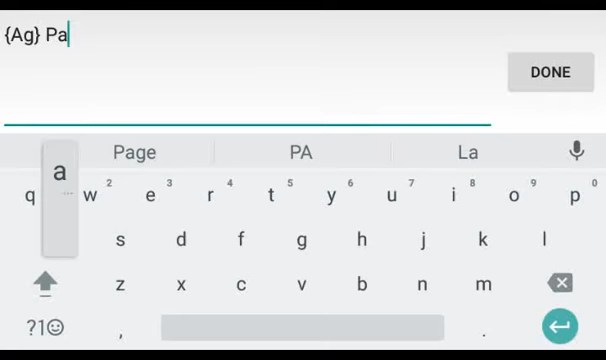 {Ag} Pa
DONE
Page PA La
a
q w 2 e 3 r 4 t 5 y 6 u 7 i 8 o 9 p 0
s d f g h j k l
z x c v b n m
?1☺ , .